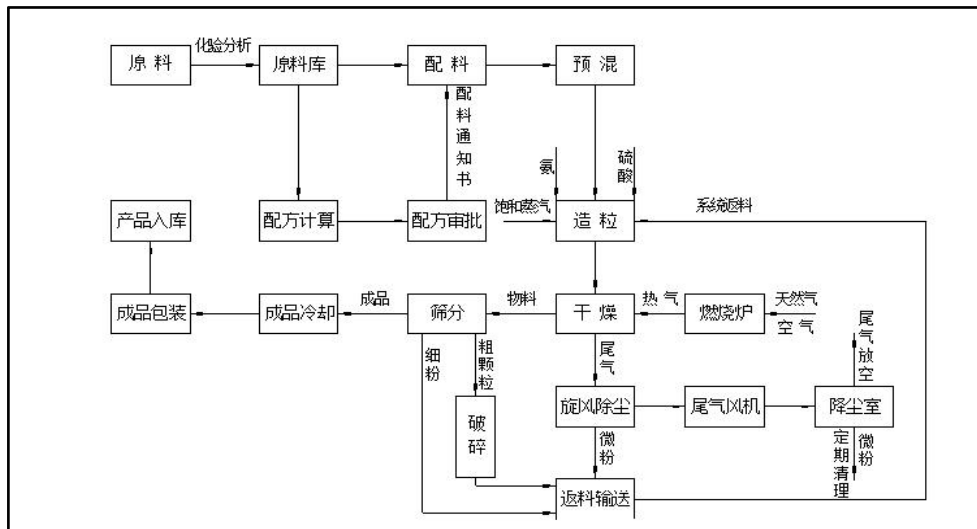 化验分析
原 料
原料库
配 料
预 混
配料通知书
氨
硫酸
产品入库
配方计算
配方审批
饱和蒸汽
造 粒
系统返料
成品包装
成品冷却
成品
筛分
物料
干 燥
热 气
燃烧炉
天然气
空 气
细粉
粗颗粒
尾气
尾气放空
破碎
旋风除尘
尾气风机
降尘室
微粉
定期清理
微粉
返料输送